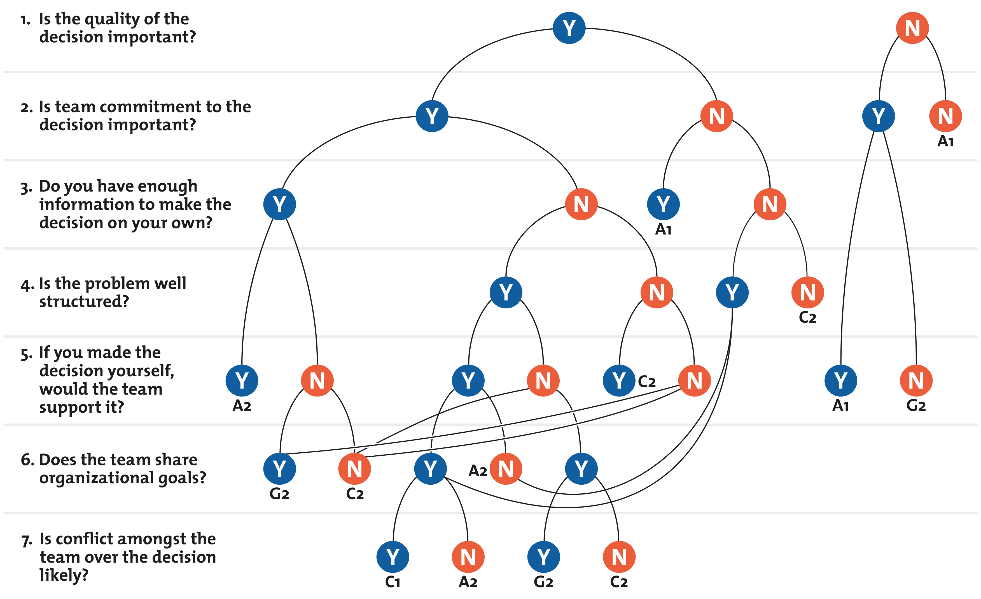 1. Is the quality of the
decision important?
Y
N
2. Is team commitment to the
decision important?
Y
N
Y
N
A1
3. Do you have enough
information to make the
decision on your own?
Y
N
Y
N
A1
4. Is the problem well
structured?
Y
N
Y
N
C2
5. If you made the
decision yourself,
would the team
support it?
Y
N
Y
N
Y
C2
N
Y
N
A2
A1
G2
6. Does the team share
organizational goals?
Y
N
Y
A2
N
Y
G2
C2
7. Is conflict amongst the
team over the decision
likely?
Y
N
Y
N
C1
A2
G2
C2